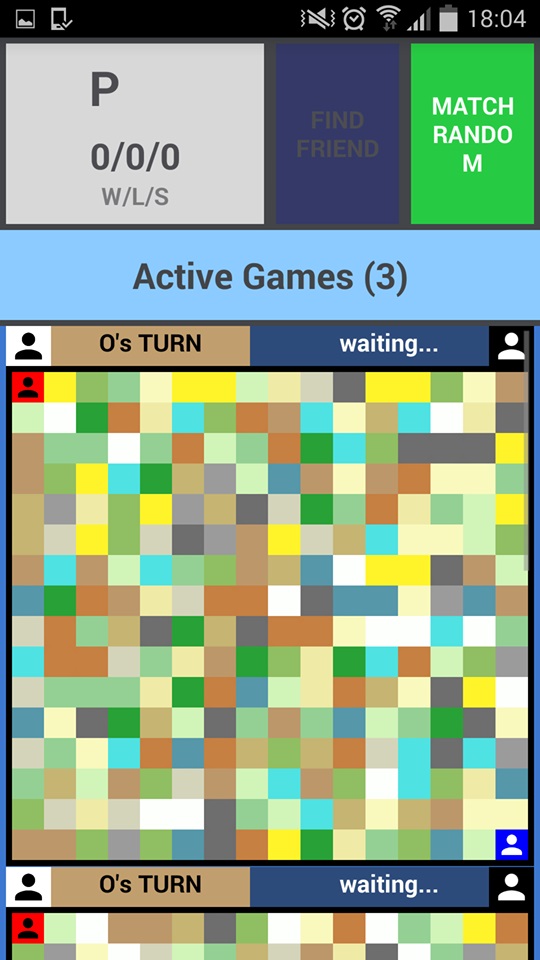 18:04
P
0/0/0
W/L/S
FIND
FRIEND
MATCH
RANDO
M
Active Games (3)
O's TURN
waiting...
O's TURN
waiting...